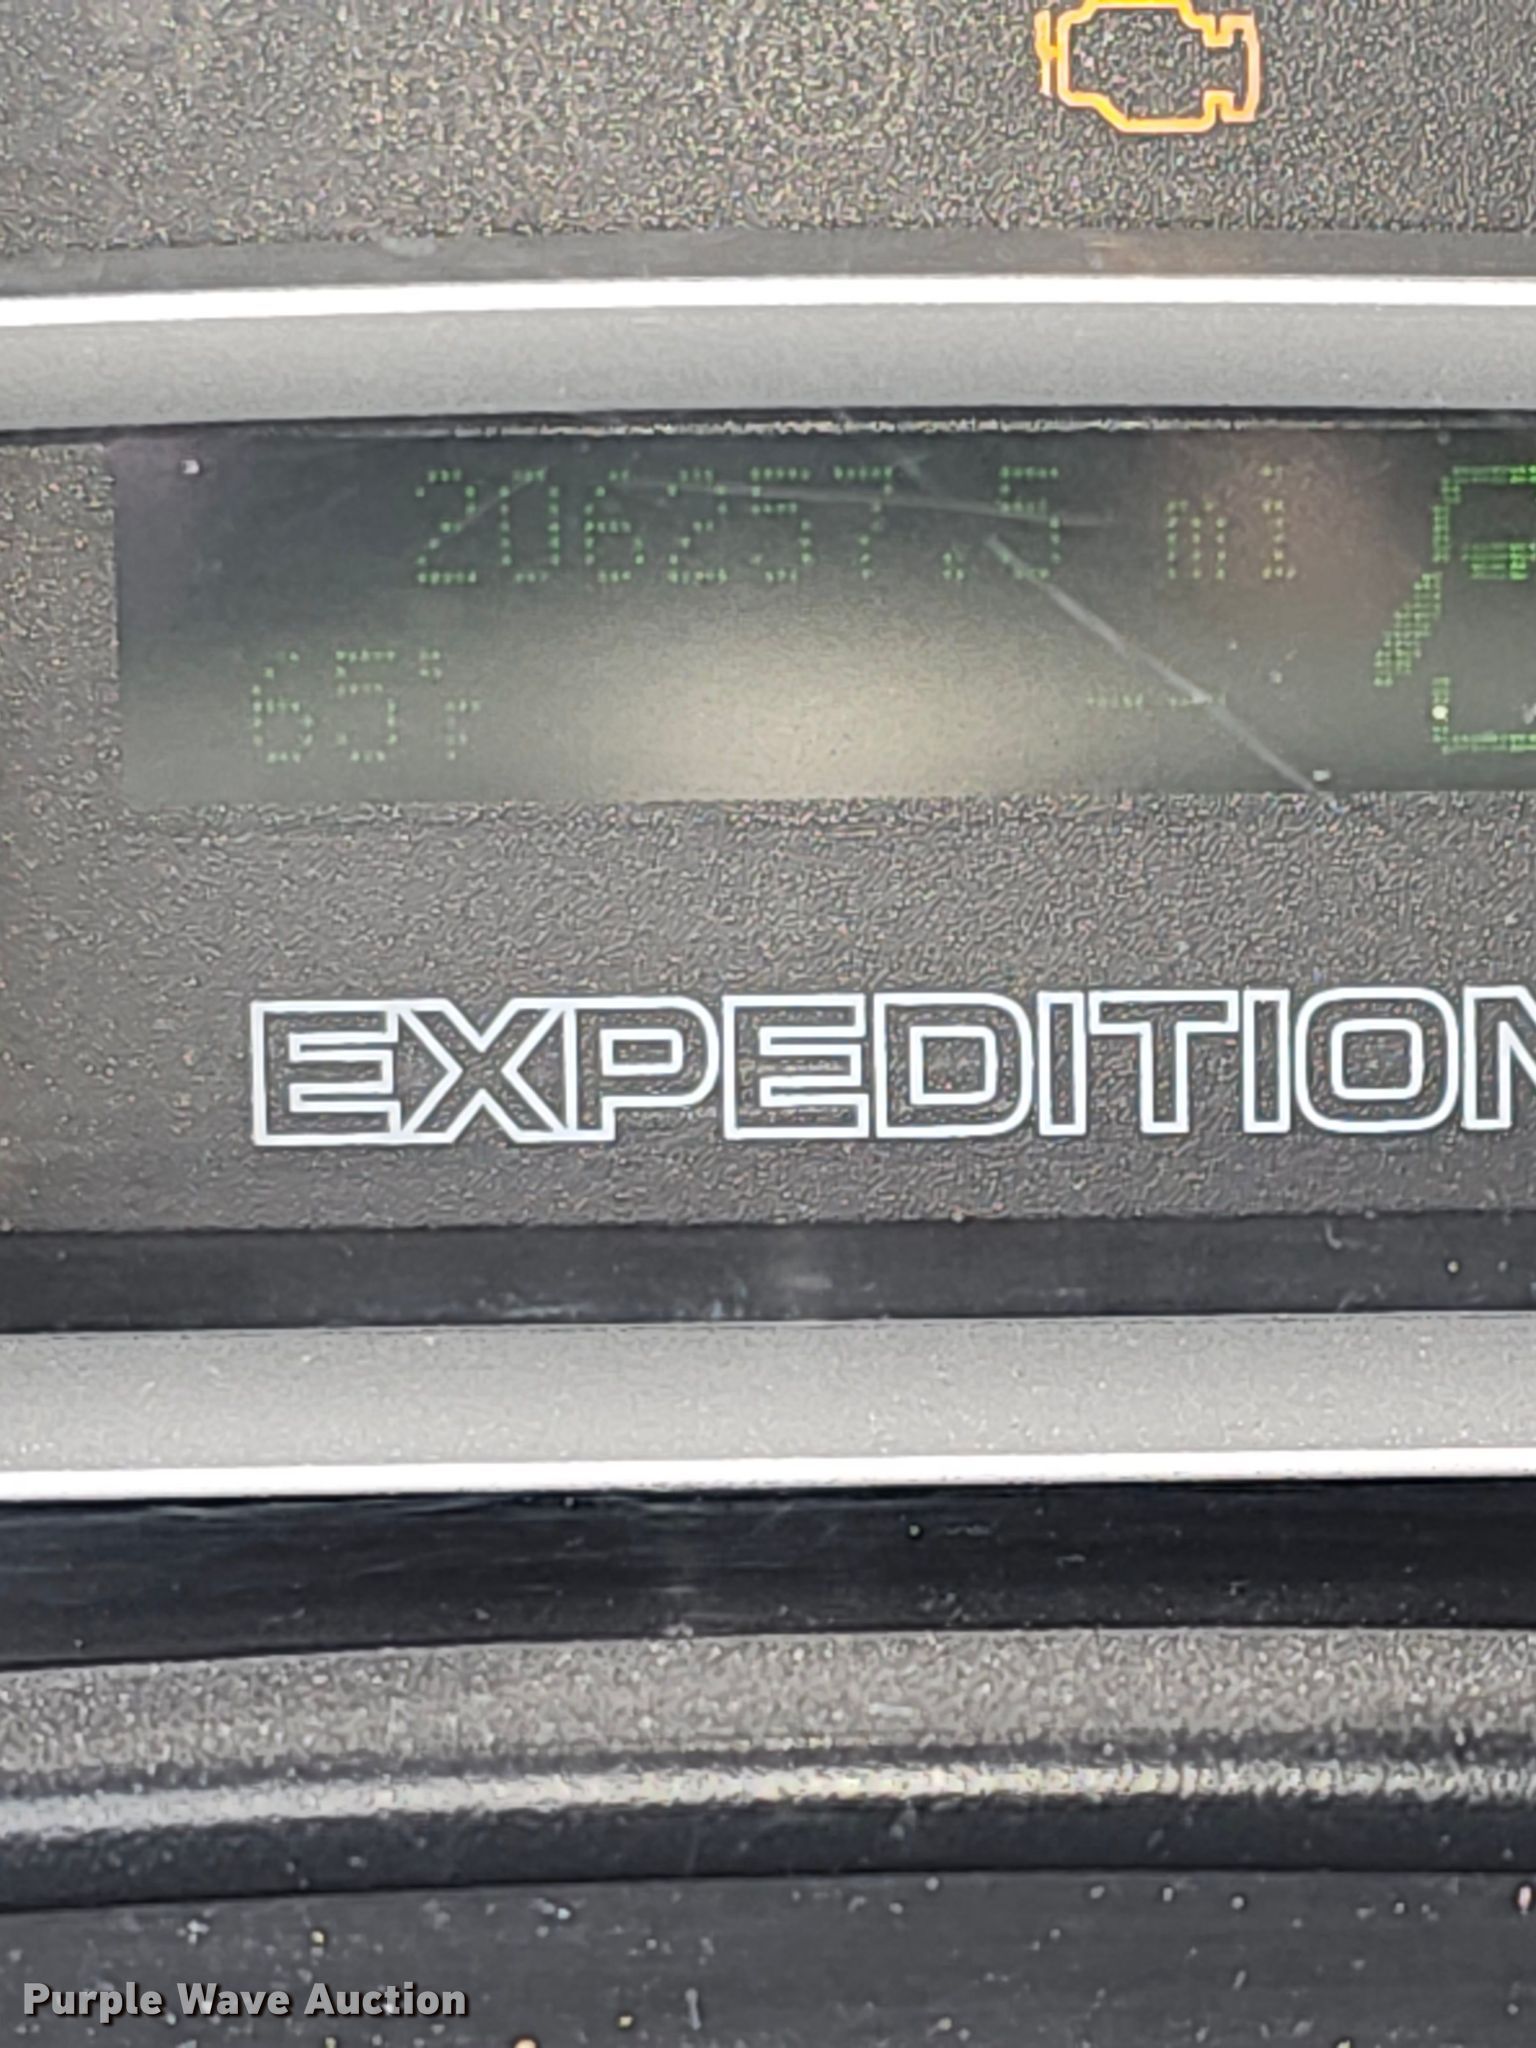 206257.5 mi
65°F
EXPEDITION
Purple Wave Auction